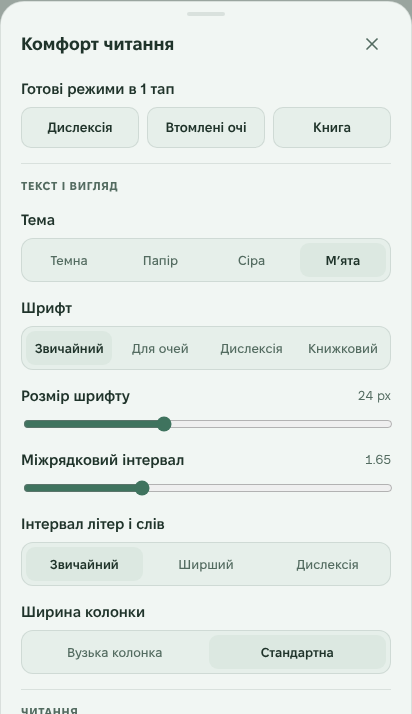 Комфорт читання
Готові режими в 1 тап
Дислексія Втомлені очі Книга
ТЕКСТ І ВИГЛЯД
Тема
Темна Папір Сіра М’ята
Шрифт
Звичайний Для очей Дислексія Книжковий
Розмір шрифту 24 px
Міжрядковий інтервал 1.65
Інтервал літер і слів
Звичайний Ширший Дислексія
Ширина колонки
Вузька колонка Стандартна
ЧИТАННЯ